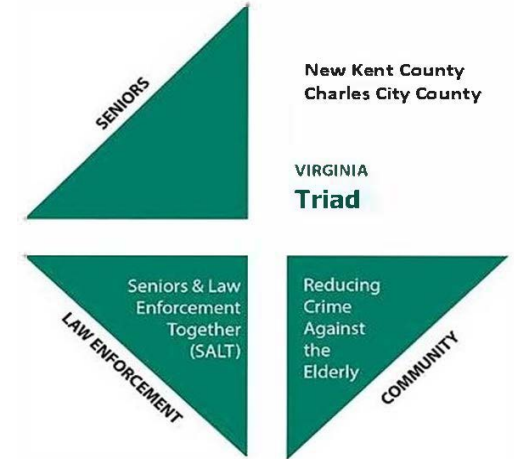 SENIORS
New Kent County
Charles City County
VIRGINIA
Triad
Seniors & Law
Enforcement
Together
(SALT)
LAW ENFORCEMENT
Reducing
Crime
Against
the
Elderly
COMMUNITY